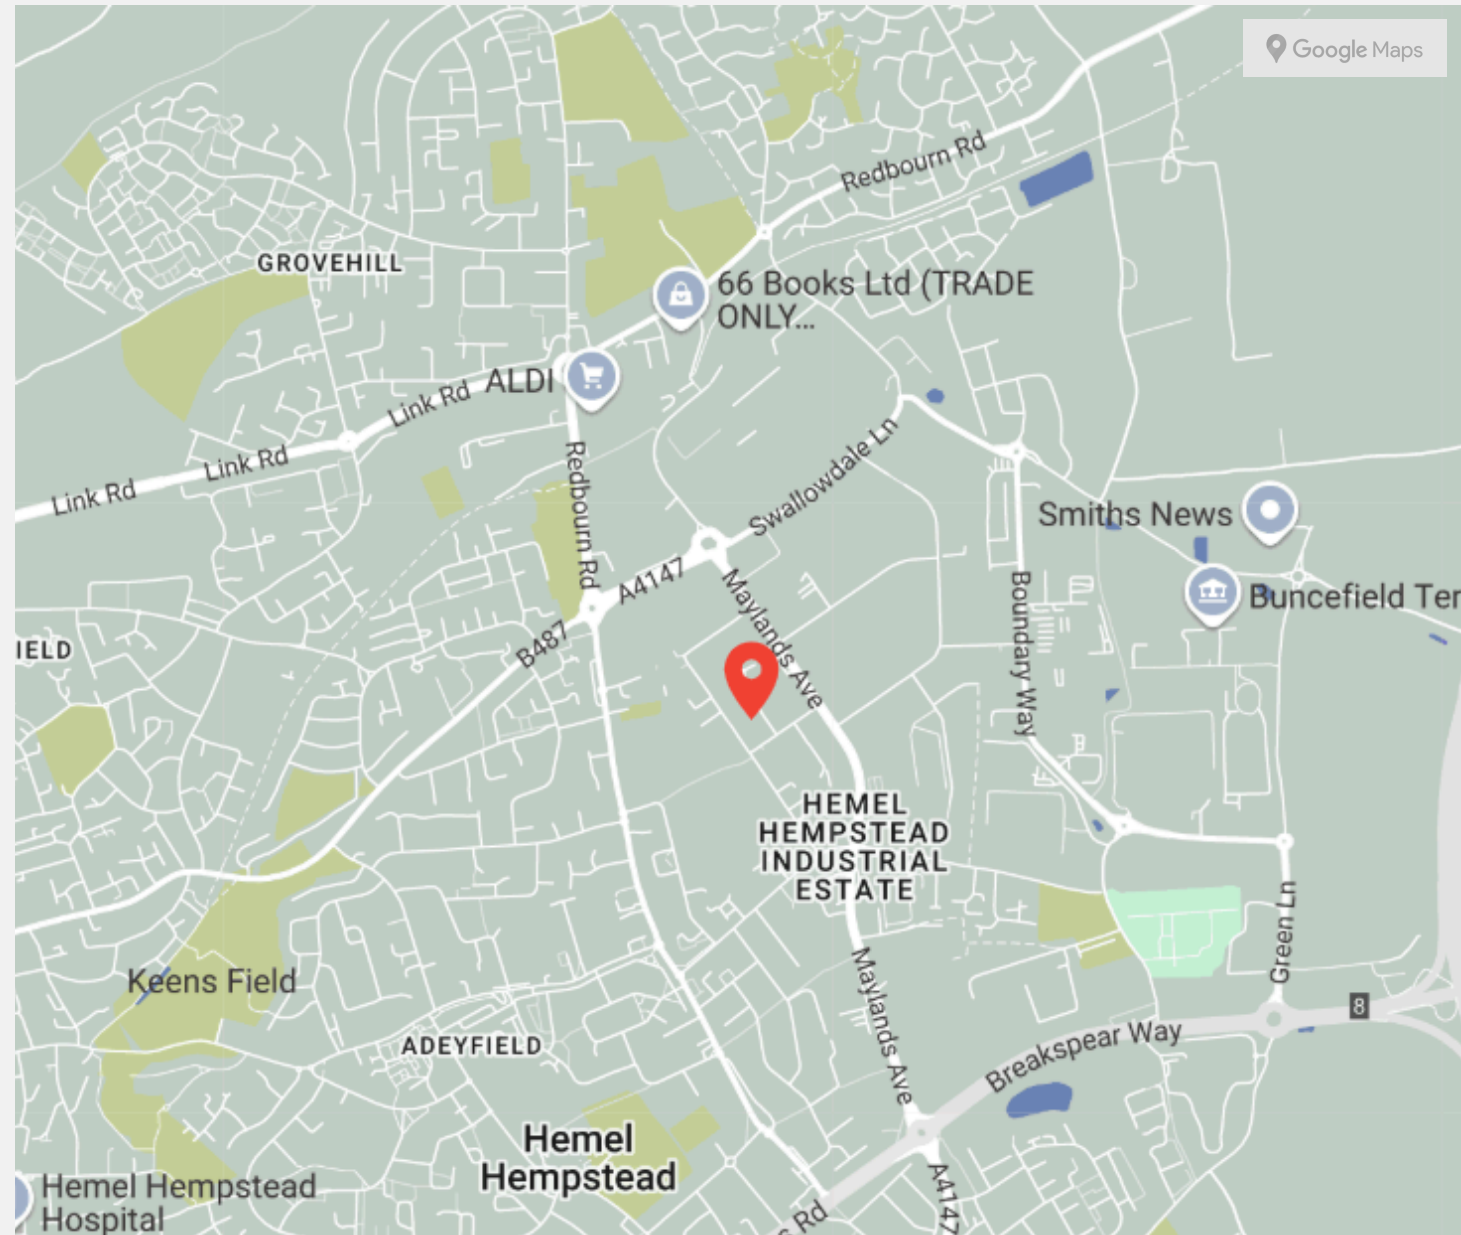 Google Maps
Redbourn Rd
GROVEHILL
66 Books Ltd (TRADE
ONLY...
ALDI
Link Rd
Link Rd
Link Rd
Redbourn Rd
Swallowdale Ln
Smiths News
A4147
Maylands Ave
Boundary Way
Buncefield Ter
B487
IELD
HEMEL
HEMPSTEAD
INDUSTRIAL
ESTATE
Green Ln
Keens Field
Maylands Ave
8
ADEYFIELD
Breakspear Way
Hemel
Hempstead
Hemel Hempstead
Hospital
A4147
s Rd